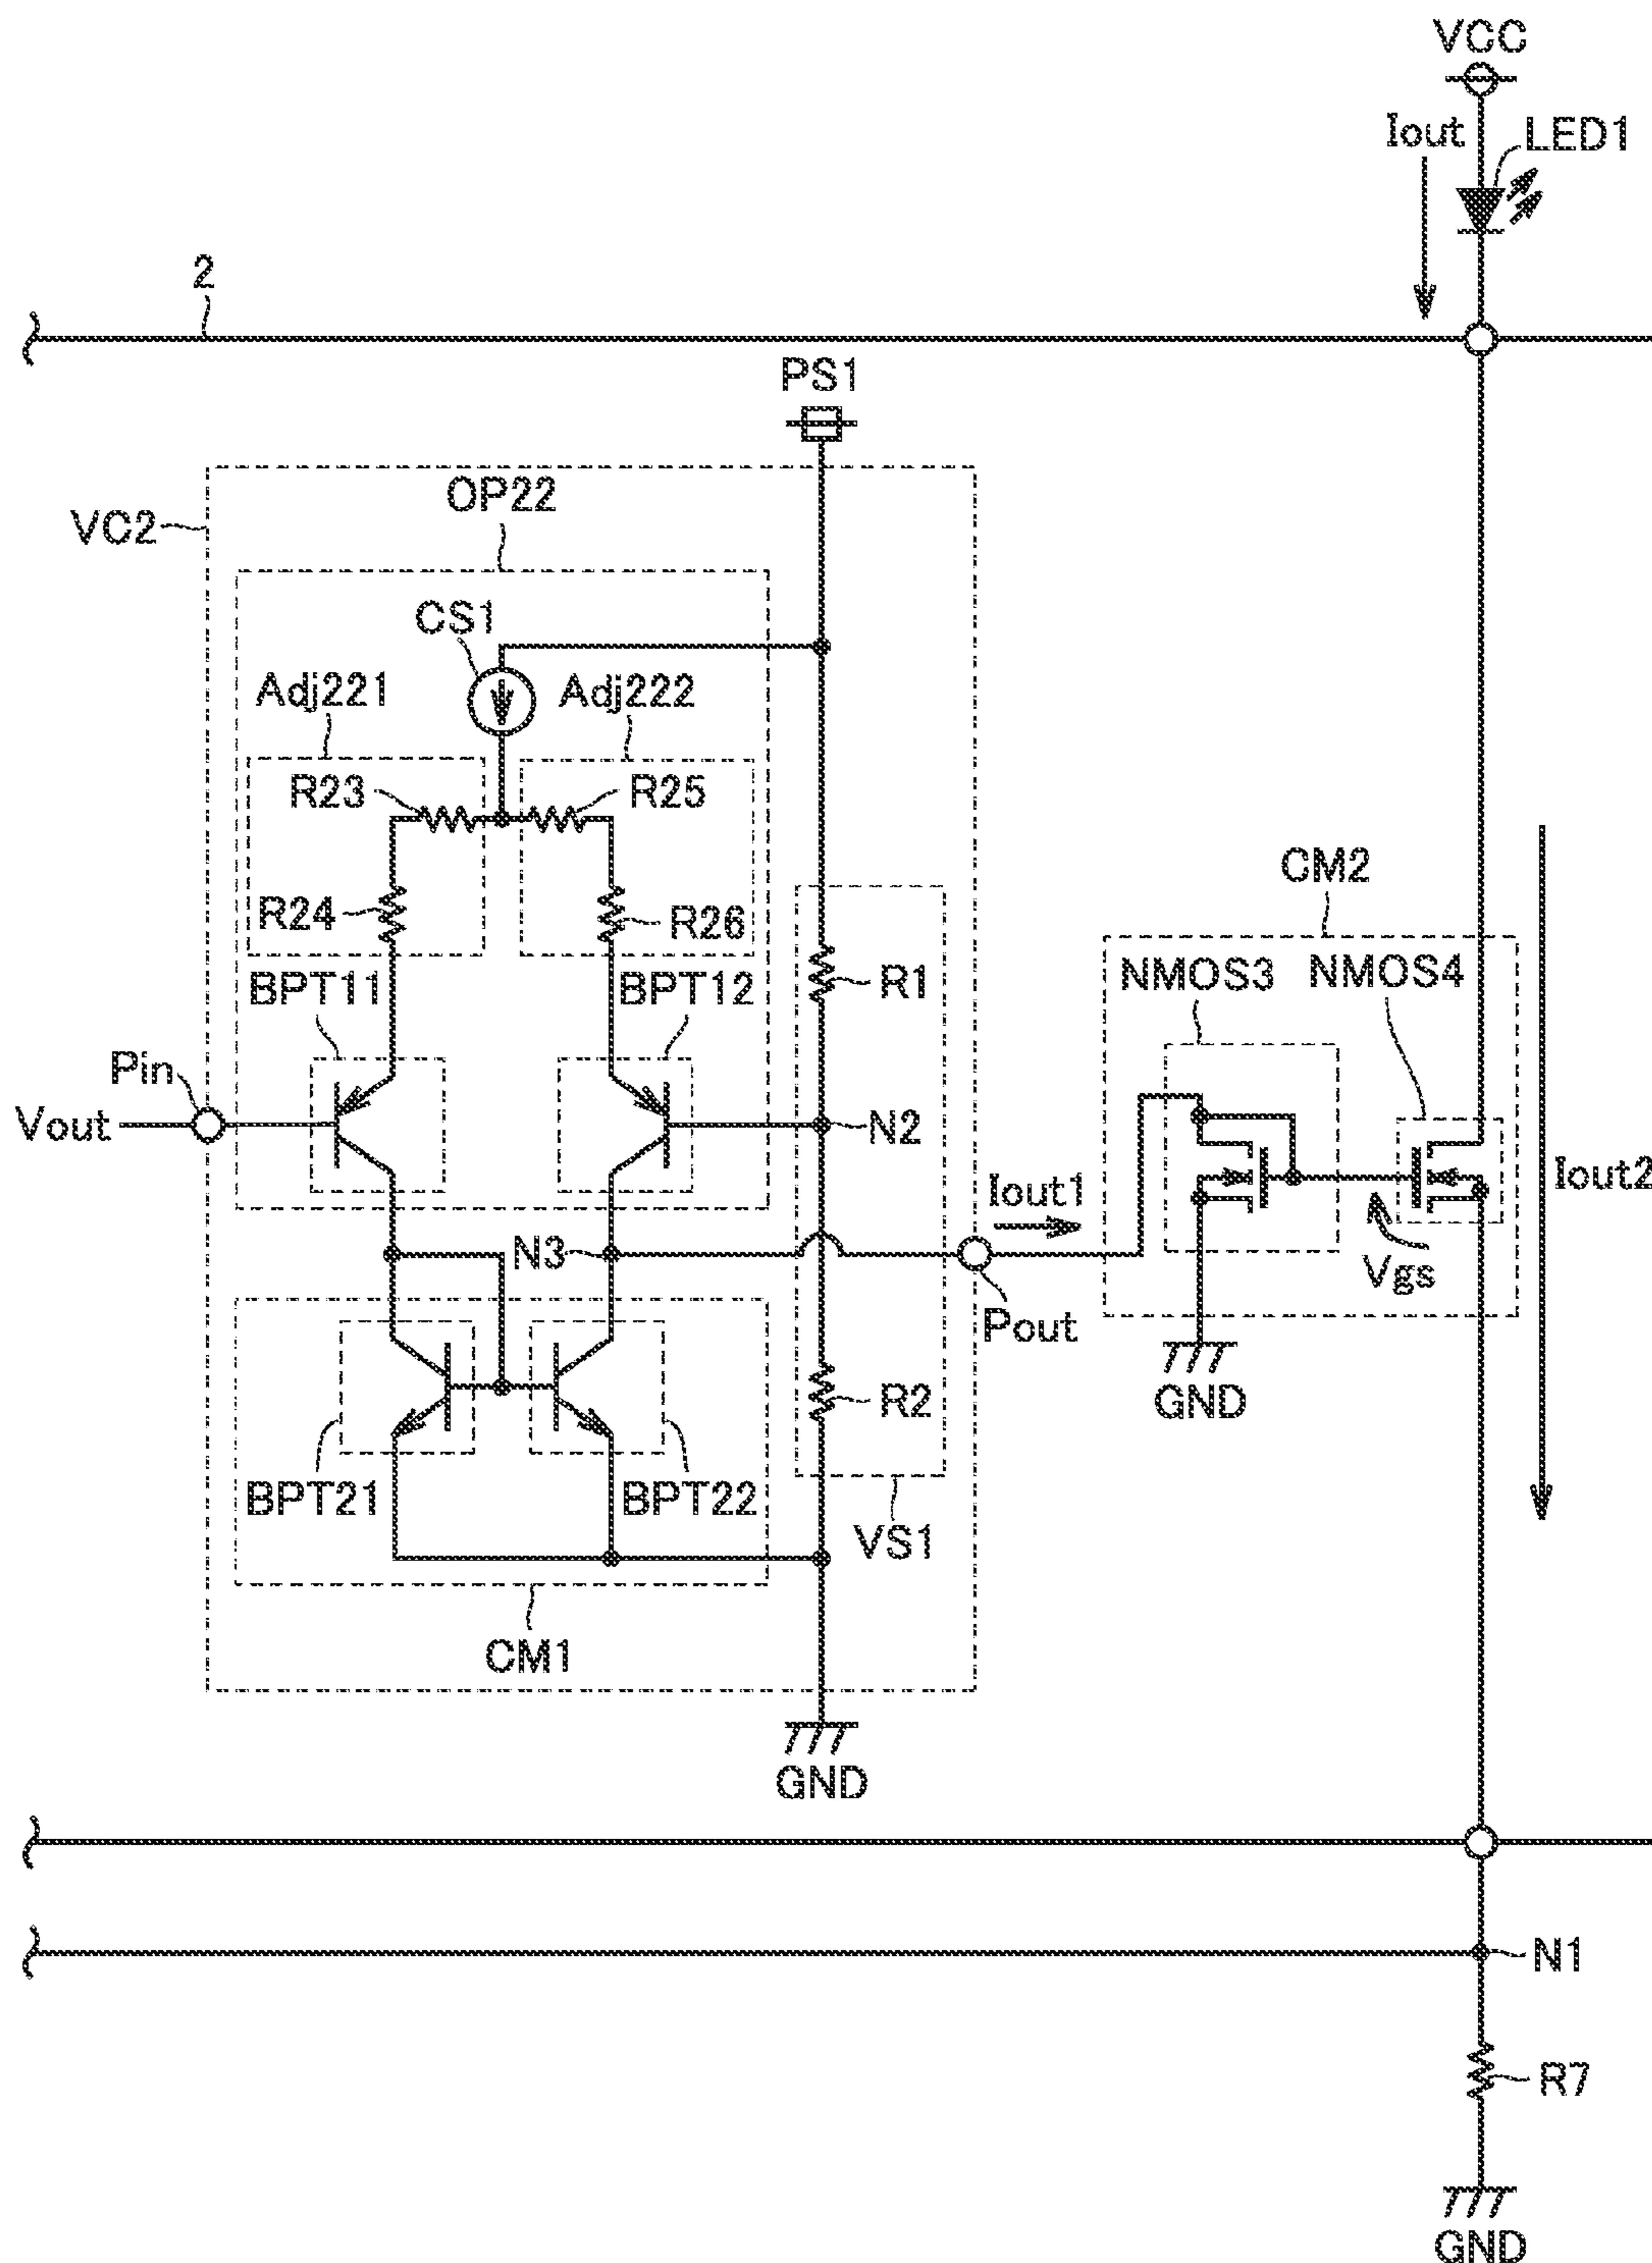 VCC
Iout
LED1
2
PS1
OP22
VC2
CS1
Adj221
Adj222
R23
R25
R24
R26
CM2
BPT11
BPT12
R1
NMOS3
NMOS4
Pin
Vout
N2
Iout1
Iout2
N3
Vgs
Pout
R2
GND
BPT21
BPT22
VS1
CM1
GND
N1
R7
GND